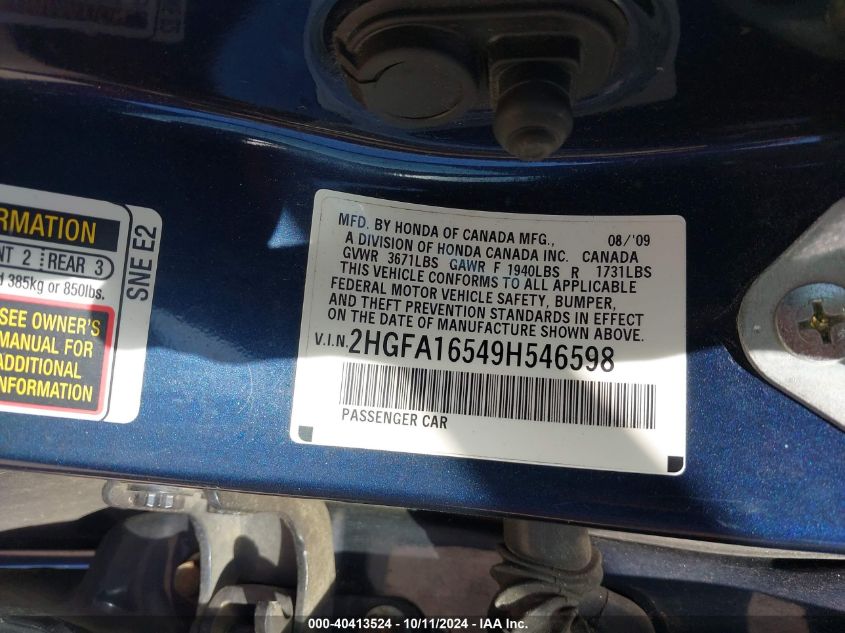 RMATION
NT 2 REAR 3
385kg or 850lbs.
SEE OWNER'S
MANUAL FOR
ADDITIONAL
INFORMATION
SNE E2
MFD. BY HONDA OF CANADA MFG., 08/'09
A DIVISION OF HONDA CANADA INC. CANADA
GVWR 3671LBS GAWR F 1940LBS R 1731LBS
THIS VEHICLE CONFORMS TO ALL APPLICABLE
FEDERAL MOTOR VEHICLE SAFETY, BUMPER,
AND THEFT PREVENTION STANDARDS IN EFFECT
ON THE DATE OF MANUFACTURE SHOWN ABOVE.
V.I.N. 2HGFA16549H546598
PASSENGER CAR
000-40413524 - 10/11/2024 - IAA Inc.